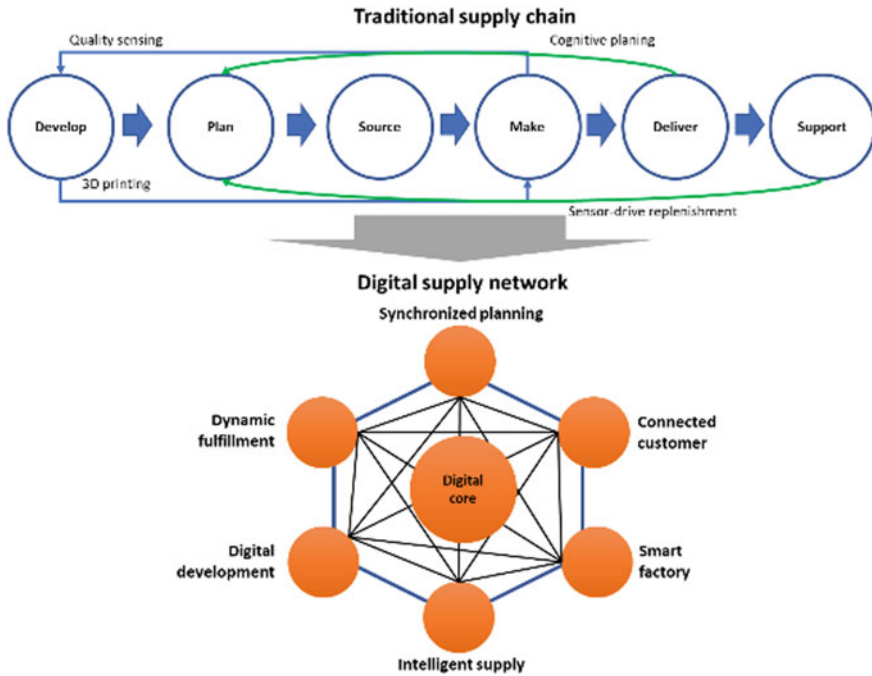 Traditional supply chain
Quality sensing
Cognitive planing
Develop
Plan
Source
Make
Deliver
Support
3D printing
Sensor-drive replenishment
Digital supply network
Synchronized planning
Dynamic
fulfillment
Connected
customer
Digital
core
Digital
development
Smart
factory
Intelligent supply